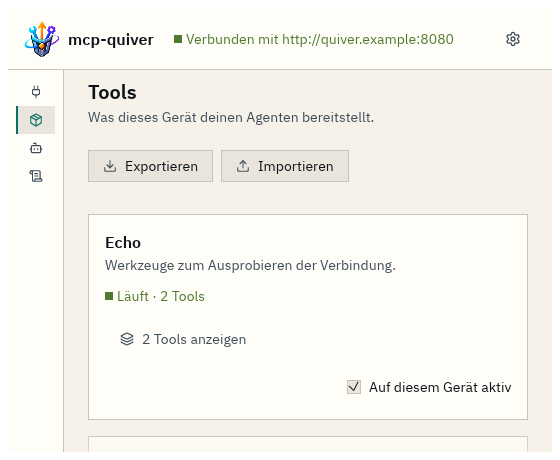 mcp-quiver
Verbunden mit http://quiver.example:8080
Tools
Was dieses Gerät deinen Agenten bereitstellt.
Exportieren
Importieren
Echo
Werkzeuge zum Ausprobieren der Verbindung.
Läuft · 2 Tools
2 Tools anzeigen
Auf diesem Gerät aktiv